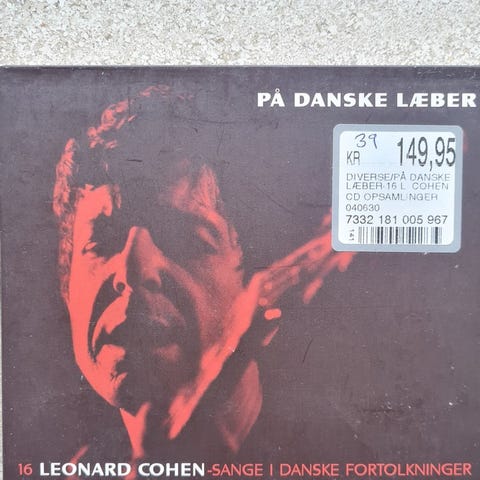 PÅ DANSKE LÆBER
39
KR 149,95
DIVERSE/PÅ DANSKE
LÆBER-16 L. COHEN
CD OPSAMLINGER
040630
7332 181 005 967
141
16 LEONARD COHEN-SANGE I DANSKE FORTOLKNINGER